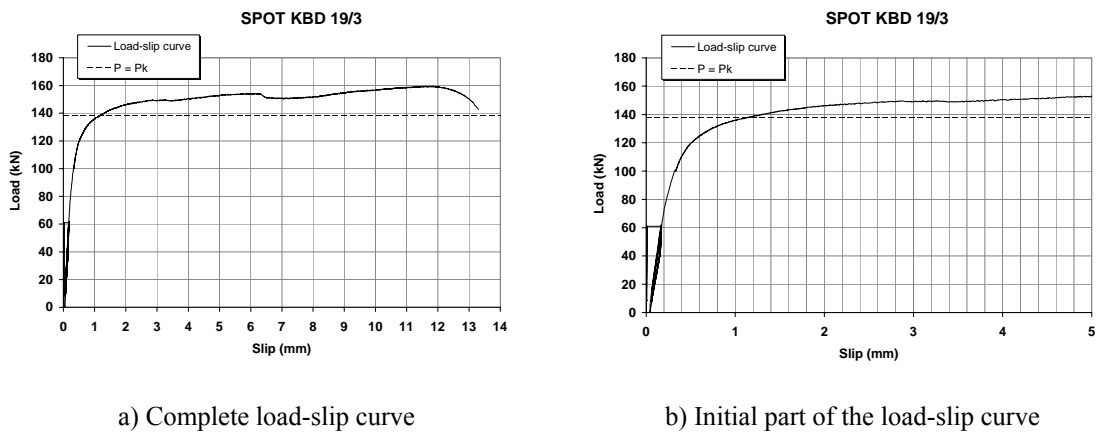 SPOT KBD 19/3
Load-slip curve
P = Pk
180
160
140
120
100
80
60
40
20
0
Load (kN)
0 1 2 3 4 5 6 7 8 9 10 11 12 13 14
Slip (mm)
a) Complete load-slip curve
SPOT KBD 19/3
Load-slip curve
P = Pk
180
160
140
120
100
80
60
40
20
0
Load (kN)
0 1 2 3 4 5
Slip (mm)
b) Initial part of the load-slip curve